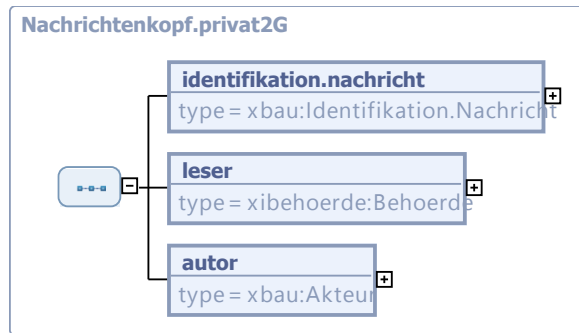 Nachrichtenkopf.privat2G
identifikation.nachricht
type = xbau:Identifikation.Nachricht
leser
type = xibehoerde:Behoerde
autor
type = xbau:Akteur